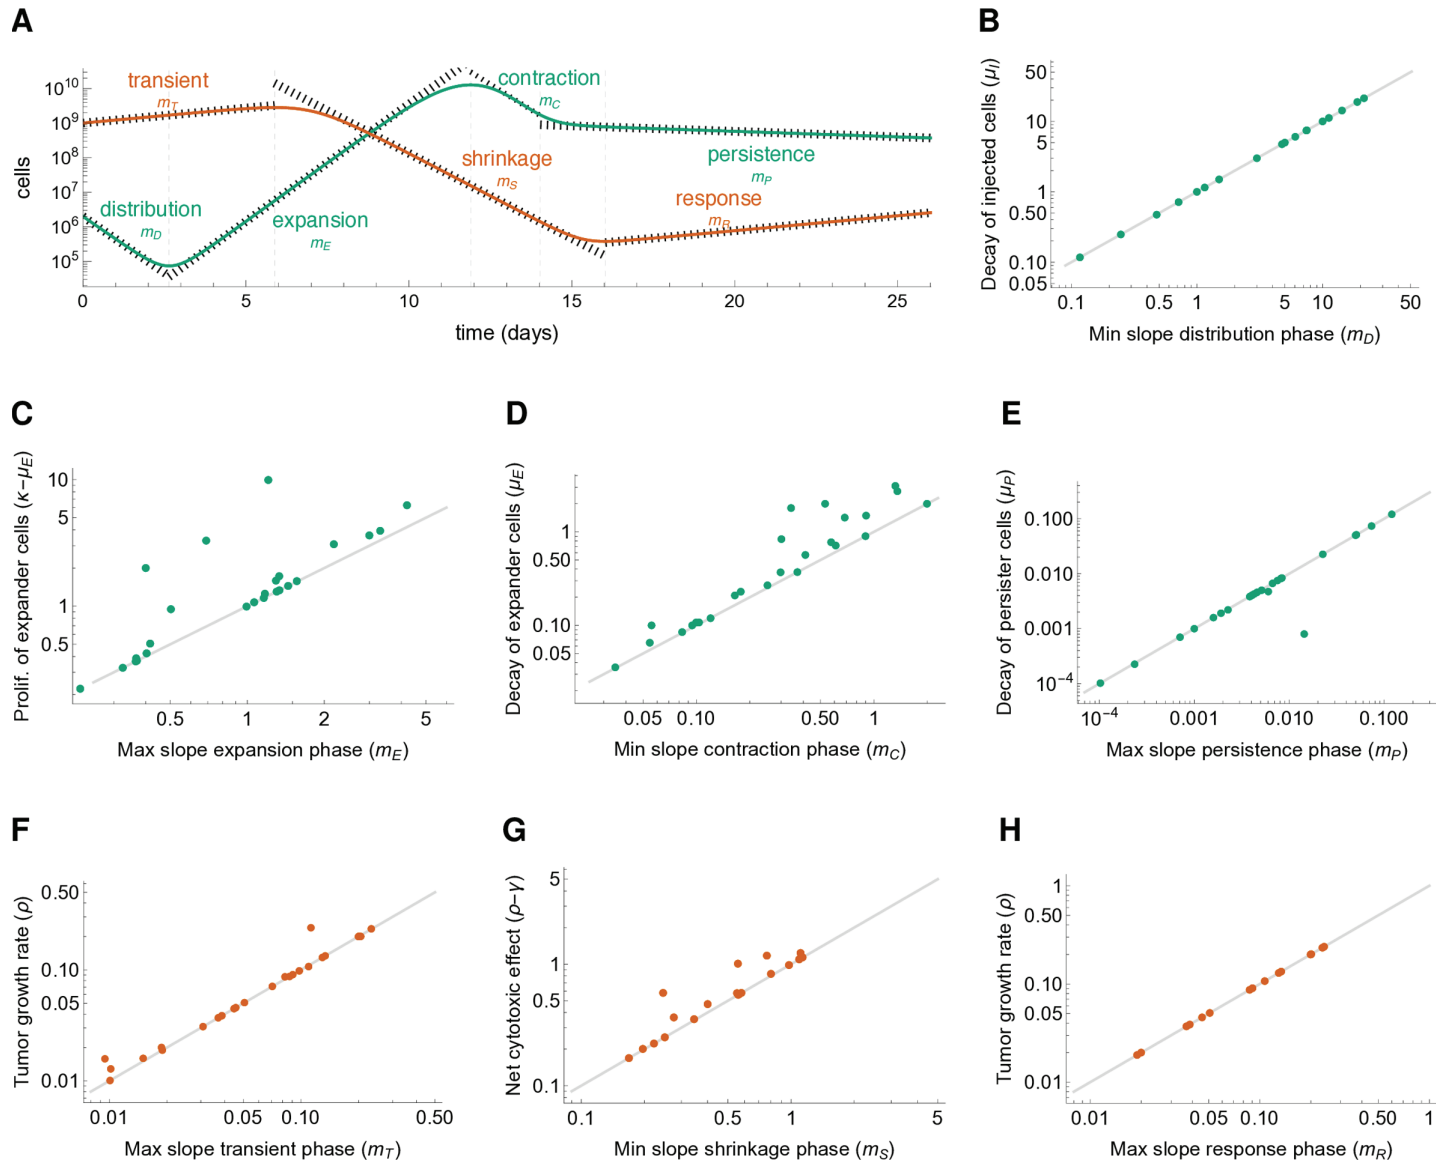 A
transient
m_T
contraction
m_C
distribution
m_D
expansion
m_E
shrinkage
m_S
persistence
m_P
response
m_R
cells
10^10
10^9
10^8
10^7
10^6
10^5
0 5 10 15 20 25
time (days)
B
Decay of injected cells (μ_I)
50
10
5
1
0.50
0.10
0.05
0.1 0.5 1 5 10 50
Min slope distribution phase (m_D)
C
Prolif. of expander cells (κ−μ_E)
10
5
1
0.5
0.5 1 2 5
Max slope expansion phase (m_E)
D
Decay of expander cells (μ_E)
1
0.50
0.10
0.05
0.05 0.10 0.50 1
Min slope contraction phase (m_C)
E
Decay of persister cells (μ_P)
0.100
0.010
0.001
10^−4
10^−4 0.001 0.010 0.100
Max slope persistence phase (m_P)
F
Tumor growth rate (ρ)
0.50
0.10
0.05
0.01
0.01 0.05 0.10 0.50
Max slope transient phase (m_T)
G
Net cytotoxic effect (ρ−γ)
5
1
0.5
0.1
0.1 0.5 1 5
Min slope shrinkage phase (m_S)
H
Tumor growth rate (ρ)
1
0.50
0.10
0.05
0.01
0.01 0.05 0.10 0.50 1
Max slope response phase (m_R)